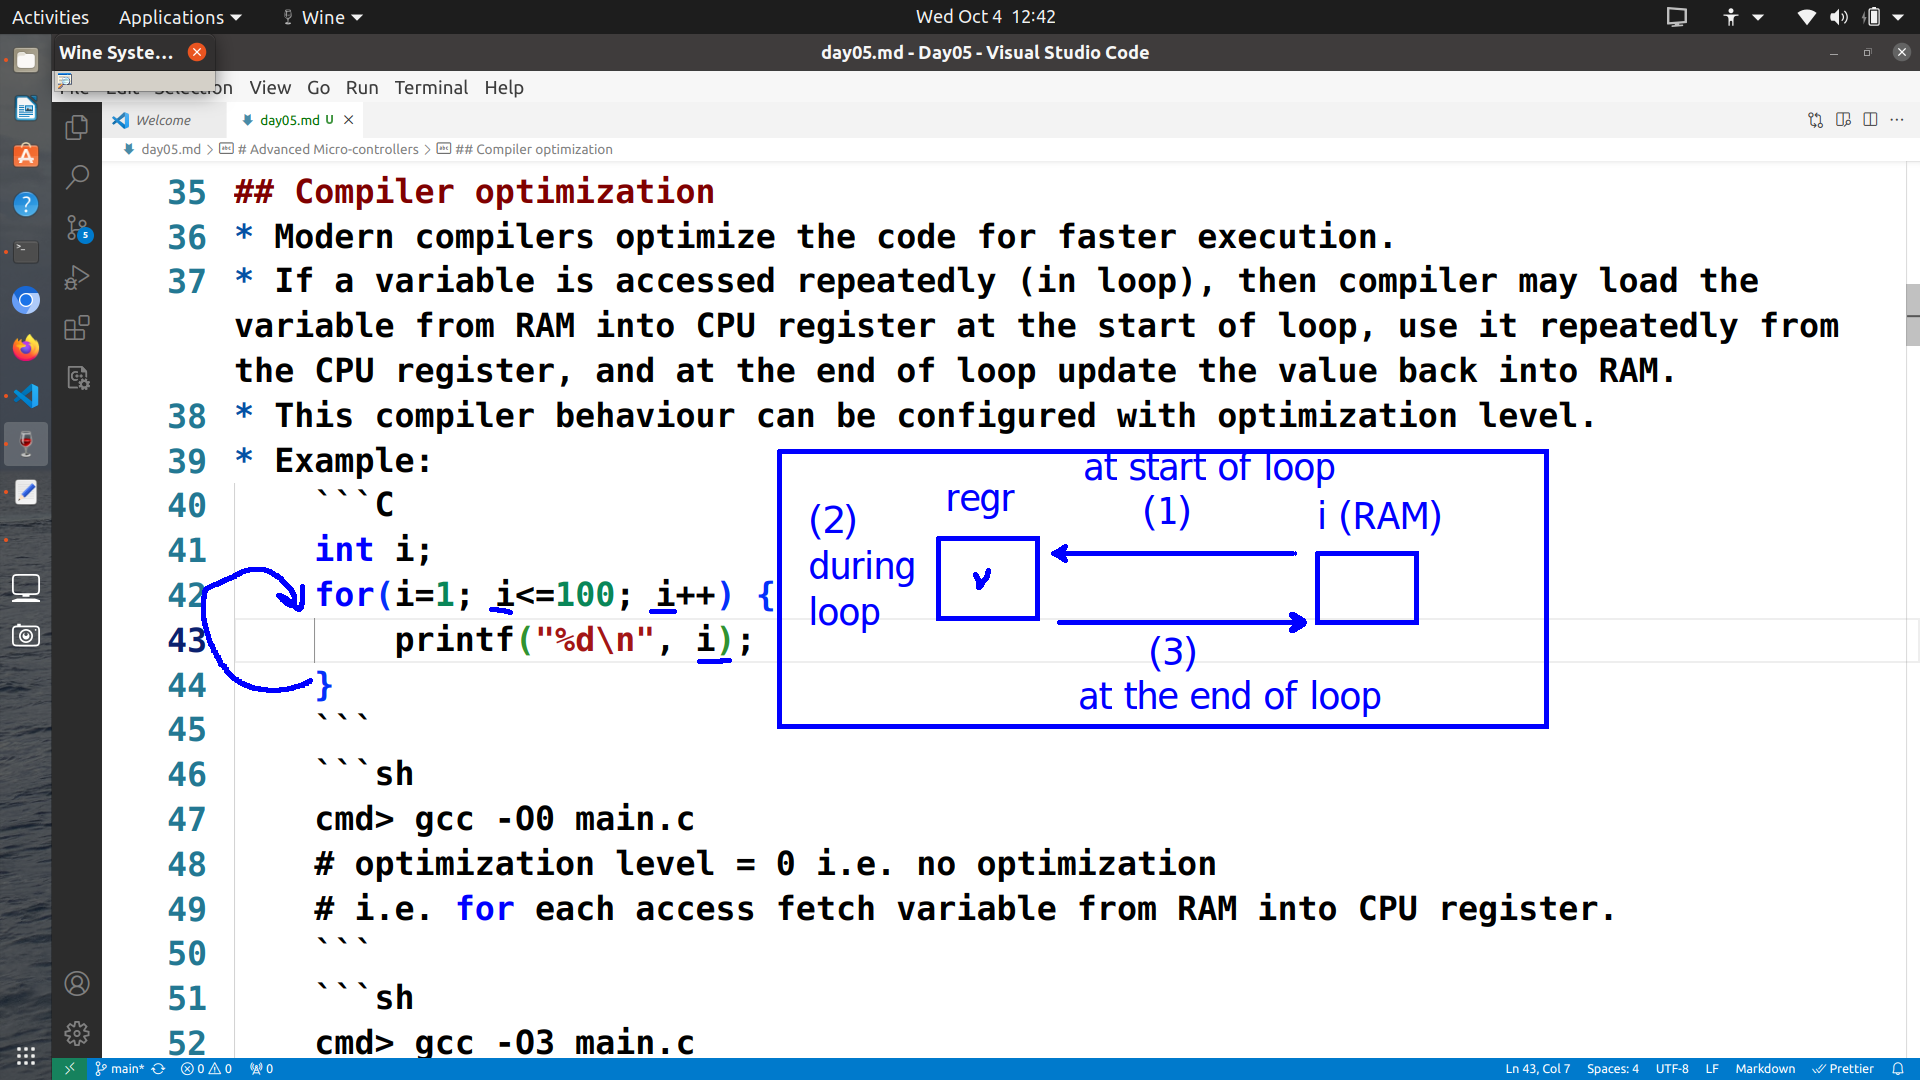 Activities Applications Wine Wed Oct 4 12:42
Wine Syste... day05.md - Day05 - Visual Studio Code
View Go Run Terminal Help
Welcome day05.md U
day05.md > # Advanced Micro-controllers > ## Compiler optimization
35 ## Compiler optimization
36 * Modern compilers optimize the code for faster execution.
37 * If a variable is accessed repeatedly (in loop), then compiler may load the
variable from RAM into CPU register at the start of loop, use it repeatedly from
the CPU register, and at the end of loop update the value back into RAM.
38 * This compiler behaviour can be configured with optimization level.
39 * Example:
40 ```C
41 int i;
42 for(i=1; i<=100; i++) {
43 printf("%d\n", i);
44 }
45 ```
46 ```sh
47 cmd> gcc -O0 main.c
48 # optimization level = 0 i.e. no optimization
49 # i.e. for each access fetch variable from RAM into CPU register.
50 ```
51 ```sh
52 cmd> gcc -O3 main.c
at start of loop
regr
(1)
i (RAM)
(2)
during
loop
v
(3)
at the end of loop
5
main* 0 0 0 Ln 43, Col 7 Spaces: 4 UTF-8 LF Markdown Prettier